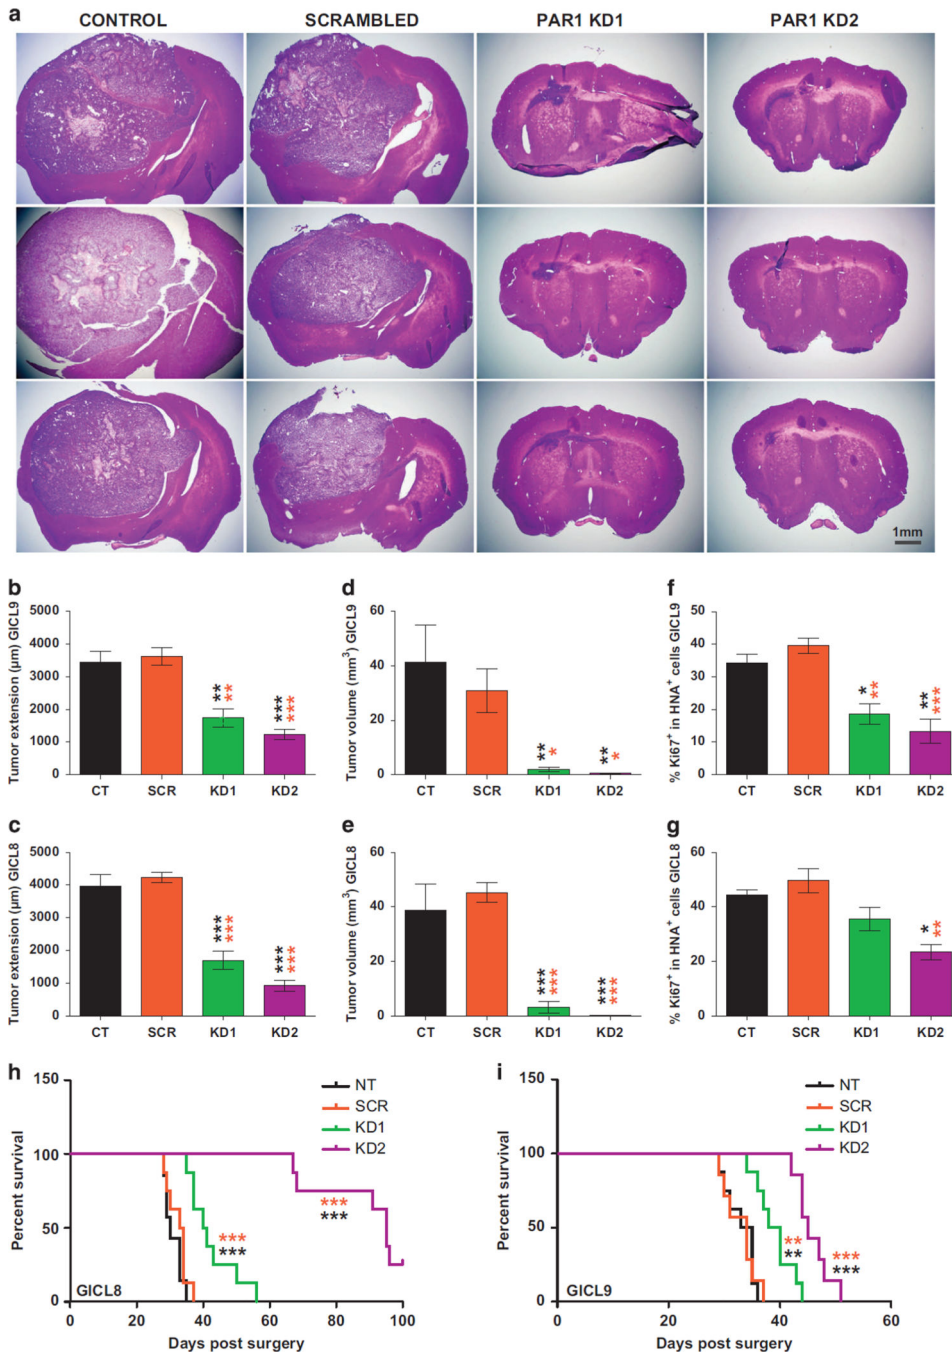 a
CONTROL SCRAMBLED PAR1 KD1 PAR1 KD2
1mm
b
Tumor extension (µm) GICL9
5000
4000
3000
2000
1000
0
** **
*** ***
CT SCR KD1 KD2
d
Tumor volume (mm³) GICL9
60
40
20
0
** *
** *
CT SCR KD1 KD2
f
% Ki67⁺ in HNA⁺ cells GICL9
50
40
30
20
10
0
* **
** ***
CT SCR KD1 KD2
c
Tumor extension (µm) GICL8
5000
4000
3000
2000
1000
0
*** ***
*** ***
CT SCR KD1 KD2
e
Tumor volume (mm³) GICL8
60
40
20
0
*** ***
*** ***
CT SCR KD1 KD2
g
% Ki67⁺ in HNA⁺ cells GICL8
60
40
20
0
* **
CT SCR KD1 KD2
h
Percent survival
150
100
50
0
NT
SCR
KD1
KD2
***
***
***
***
GICL8
0 20 40 60 80 100
Days post surgery
i
Percent survival
150
100
50
0
NT
SCR
KD1
KD2
**
**
***
***
GICL9
0 20 40 60
Days post surgery